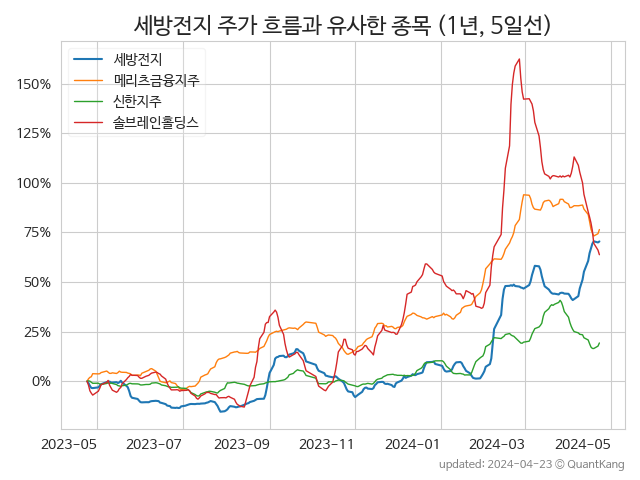 세방전지 주가 흐름과 유사한 종목 (1년, 5일선)
세방전지
메리츠금융지주
신한지주
솔브레인홀딩스
150%
125%
100%
75%
50%
25%
0%
2023-05 2023-07 2023-09 2023-11 2024-01 2024-03 2024-05
updated: 2024-04-23 © QuantKang